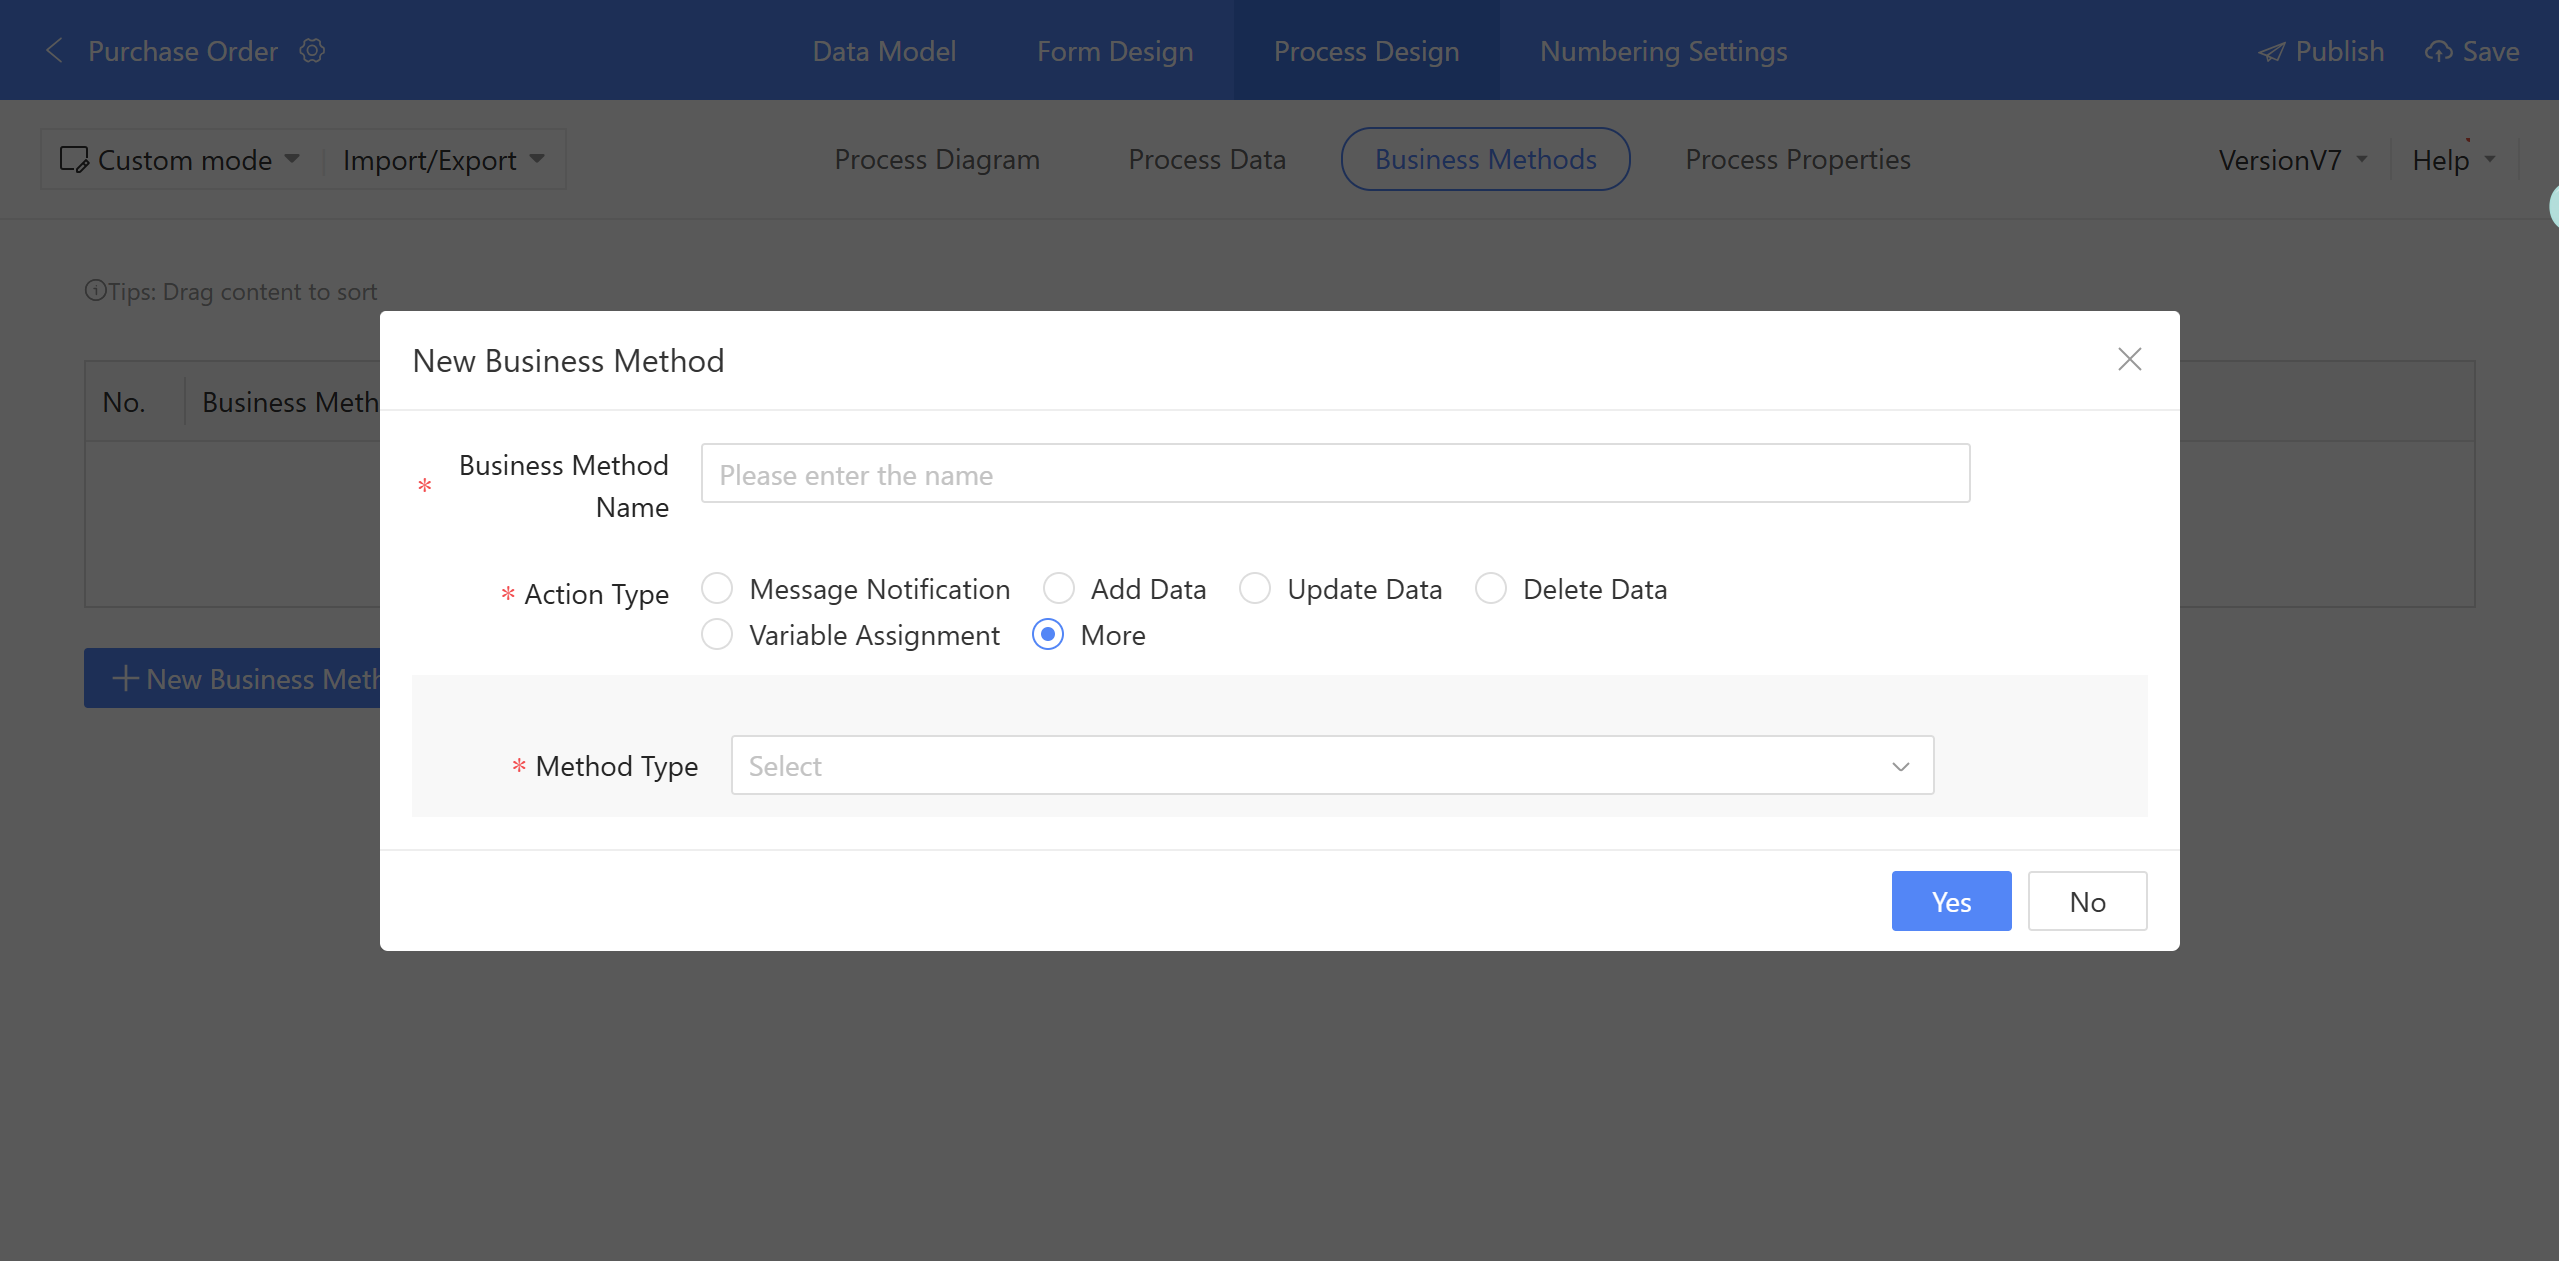 Purchase Order
Data Model
Form Design
Process Design
Numbering Settings
Publish
Save
Custom mode
Import/Export
Process Diagram
Process Data
Business Methods
Process Properties
VersionV7
Help
Tips: Drag content to sort
No.
Business Meth
New Business Meth
New Business Method
* Business Method
Name
Please enter the name
* Action Type
Message Notification
Add Data
Update Data
Delete Data
Variable Assignment
More
* Method Type
Select
Yes
No